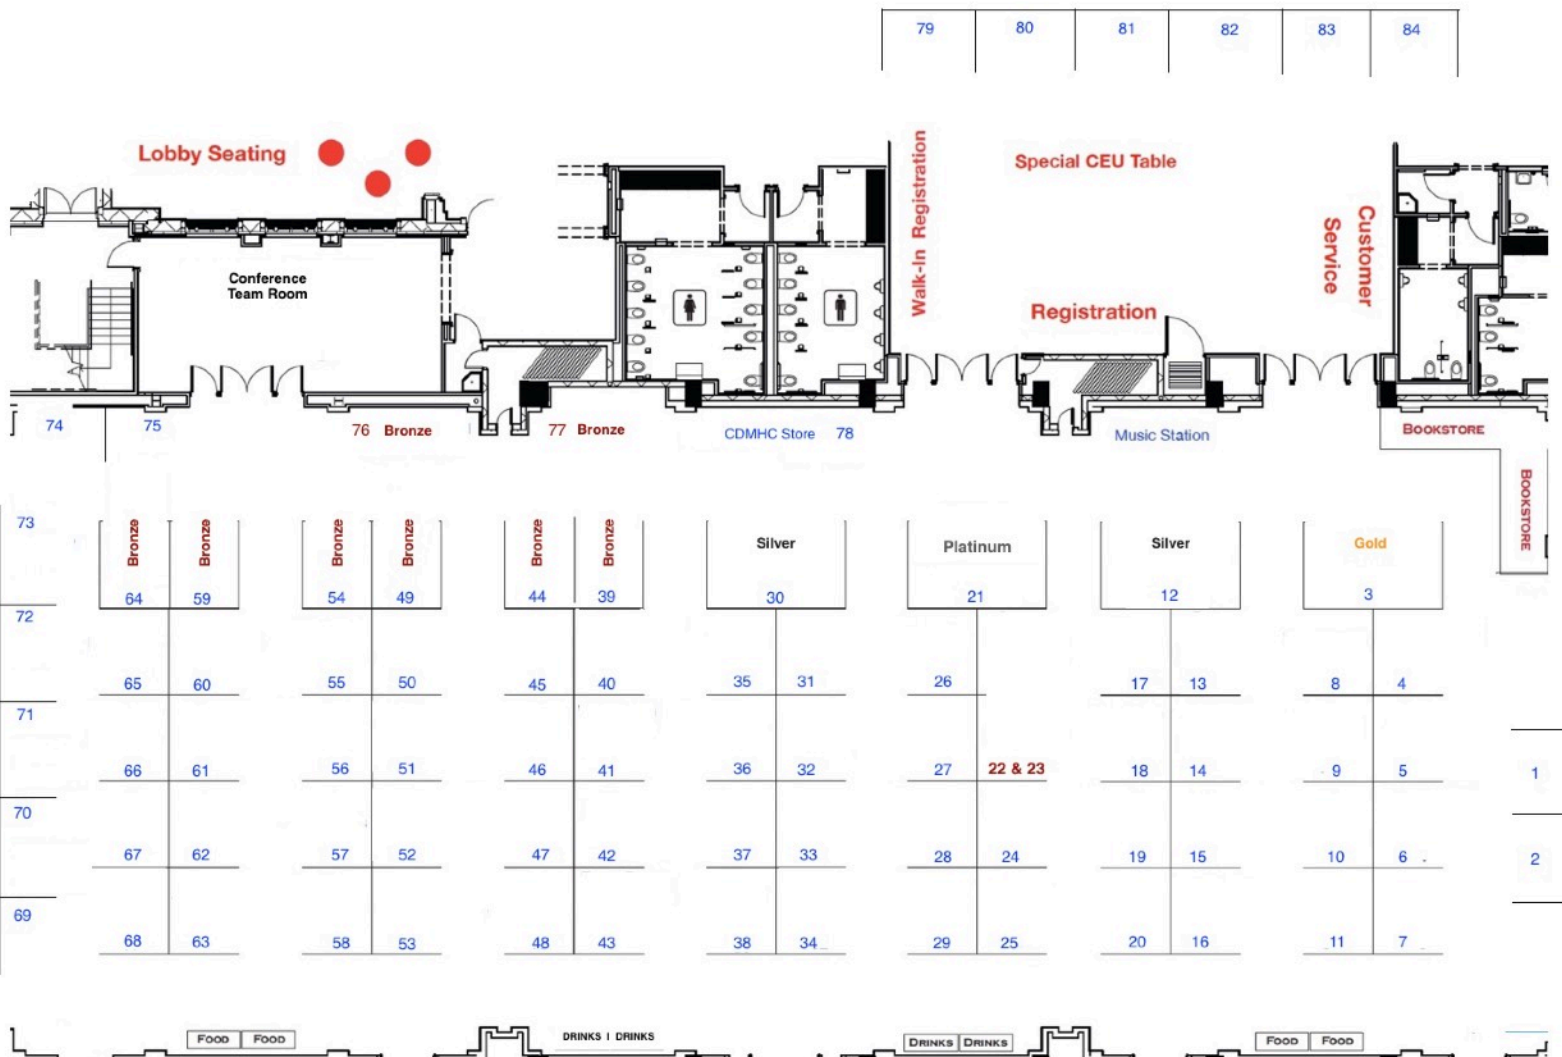 79 80 81 82 83 84
Lobby Seating
Walk-In Registration
Special CEU Table
Customer
Service
Conference
Team Room
Registration
74 75 76 Bronze 77 Bronze CDMHC Store 78 Music Station BOOKSTORE
BOOKSTORE
73 Bronze Bronze Bronze Bronze Bronze Bronze Silver Platinum Silver Gold
64 59 54 49 44 39 30 21 12 3
72
65 60 55 50 45 40 35 31 26 17 13 8 4
71
66 61 56 51 46 41 36 32 27 22 & 23 18 14 9 5 1
70
67 62 57 52 47 42 37 33 28 24 19 15 10 6 2
69
68 63 58 53 48 43 38 34 29 25 20 16 11 7
FOOD FOOD DRINKS | DRINKS DRINKS DRINKS FOOD FOOD